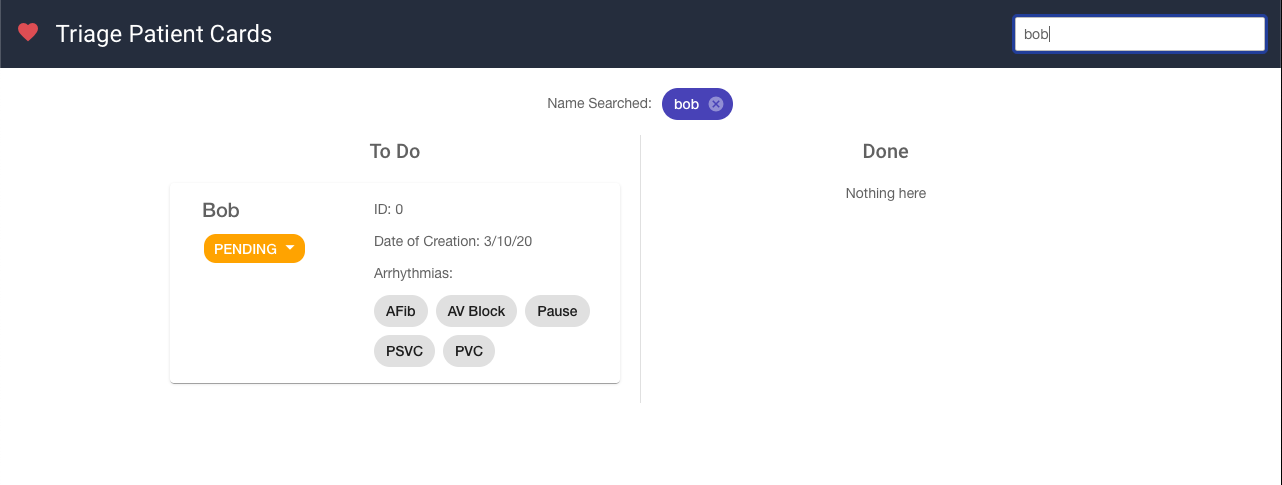 Triage Patient Cards
bob
Name Searched: bob
To Do
Bob
PENDING
ID: 0
Date of Creation: 3/10/20
Arrhythmias:
AFib AV Block Pause
PSVC PVC
Done
Nothing here